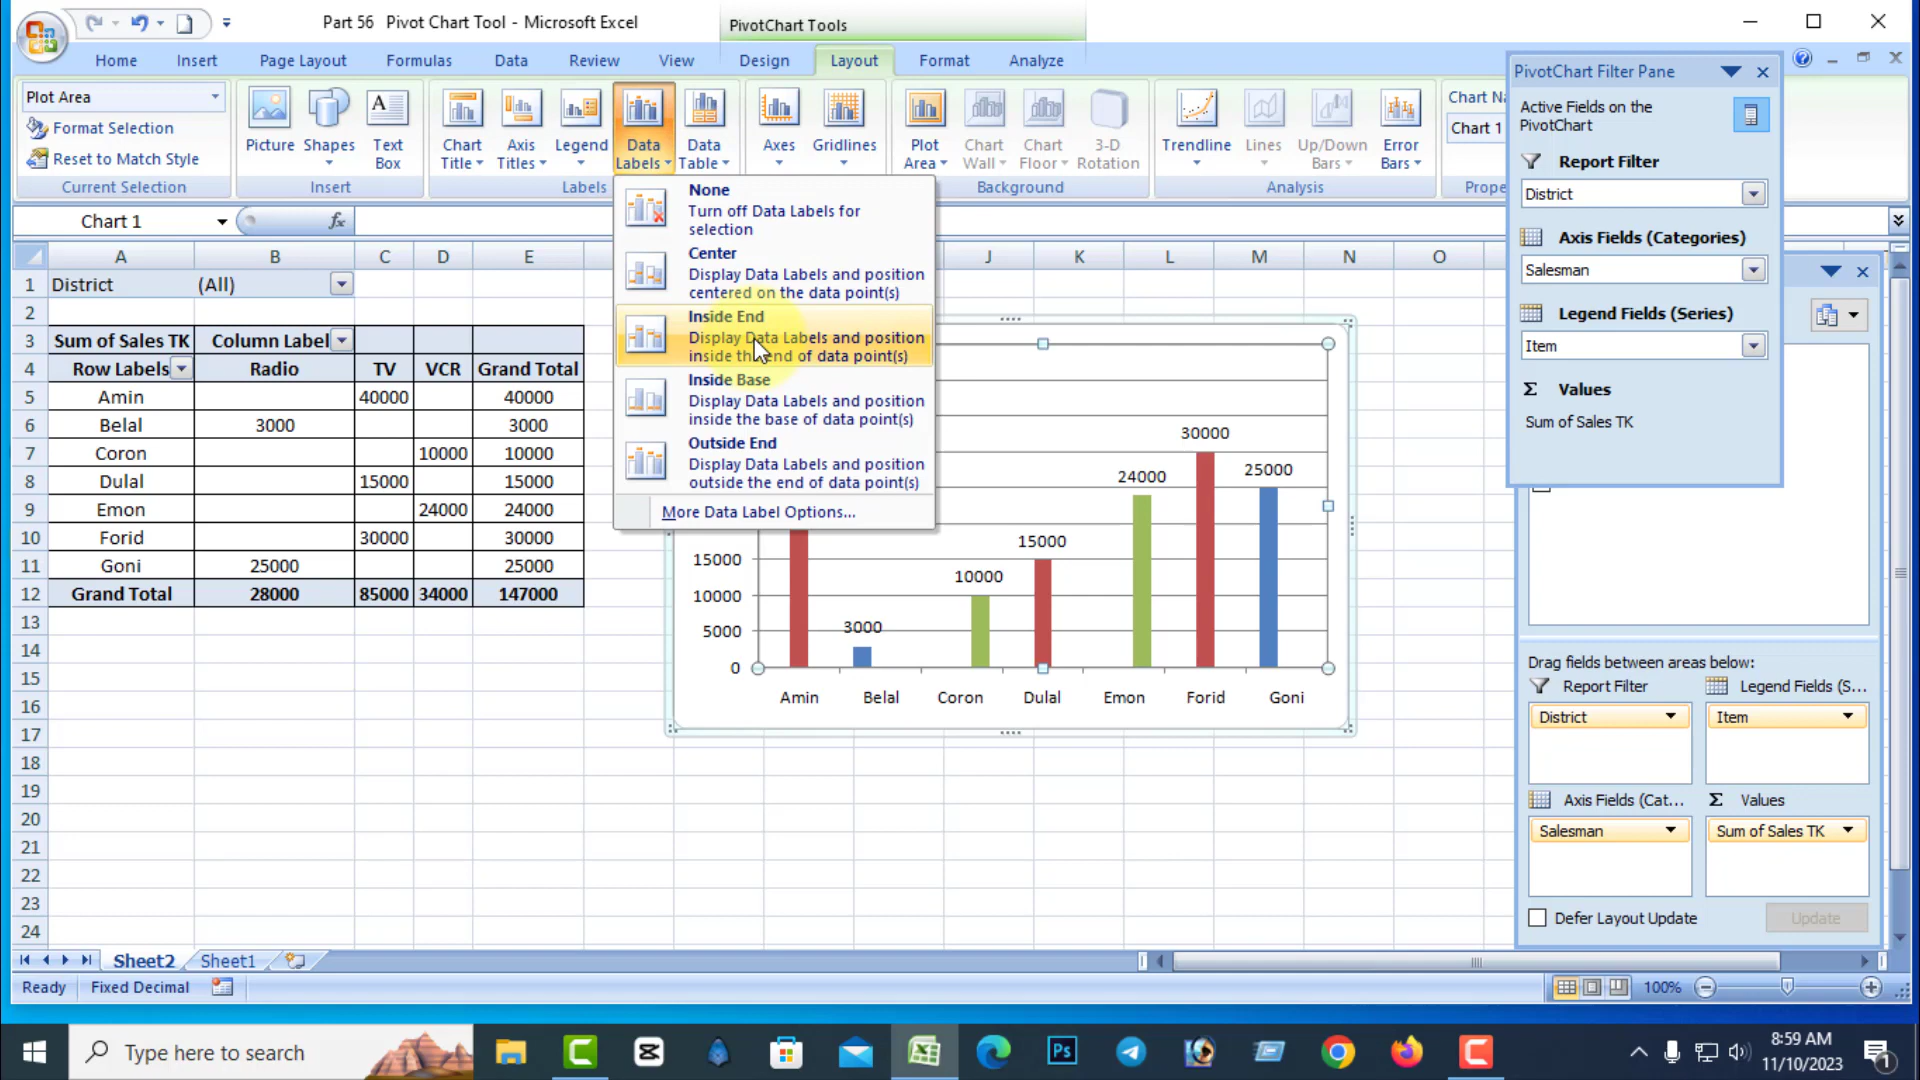 Part 56 Pivot Chart Tool - Microsoft Excel
PivotChart Tools
Home Insert Page Layout Formulas Data Review View Design Layout Format Analyze
Plot Area
Format Selection
Reset to Match Style
Current Selection
Picture
Shapes
Text
Box
Insert
Chart
Title
Axis
Titles
Legend
Data
Labels
Data
Table
Labels
Axes
Gridlines
Plot
Area
Chart
Wall
Chart
Floor
3-D
Rotation
Background
Trendline
Lines
Up/Down
Bars
Error
Bars
Analysis
Chart Na
Chart 1
Prope
Chart 1
fx
None
Turn off Data Labels for
selection
Center
Display Data Labels and position
centered on the data point(s)
Inside End
Display Data Labels and position
inside the end of data point(s)
Inside Base
Display Data Labels and position
inside the base of data point(s)
Outside End
Display Data Labels and position
outside the end of data point(s)
More Data Label Options...
A B C D E J K L M N O
1 District (All)
2
3 Sum of Sales TK Column Label
4 Row Labels Radio TV VCR Grand Total
5 Amin 40000 40000
6 Belal 3000 3000
7 Coron 10000 10000
8 Dulal 15000 15000
9 Emon 24000 24000
10 Forid 30000 30000
11 Goni 25000 25000
12 Grand Total 28000 85000 34000 147000
13
14
15
16
17
18
19
20
21
22
23
24
30000
24000
25000
15000
15000
10000
10000
5000
3000
0
Amin Belal Coron Dulal Emon Forid Goni
PivotChart Filter Pane
Active Fields on the
PivotChart
Report Filter
District
Axis Fields (Categories)
Salesman
Legend Fields (Series)
Item
Σ Values
Sum of Sales TK
Drag fields between areas below:
Report Filter
Legend Fields (S...
District
Item
Axis Fields (Cat...
Σ Values
Salesman
Sum of Sales TK
Defer Layout Update
Update
Sheet2 Sheet1
Ready Fixed Decimal
100%
Type here to search
Ps
8:59 AM
11/10/2023
1